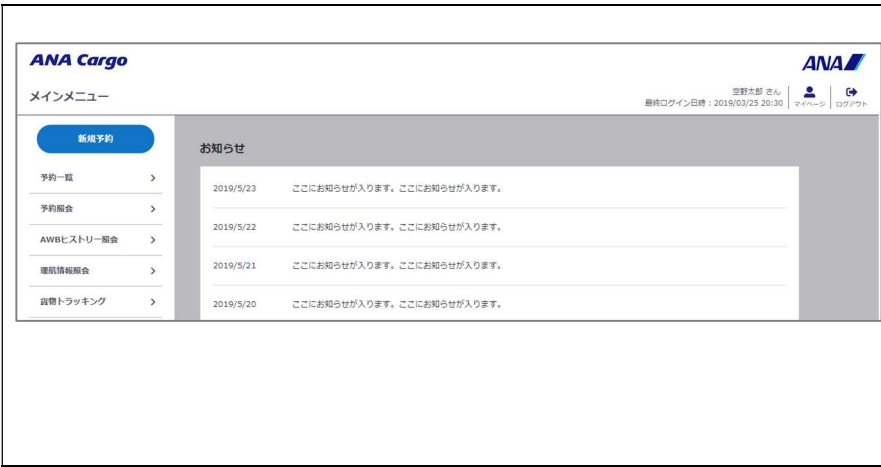 ANA Cargo
ANA
メインメニュー
空野太郎 さん
最終ログイン日時：2019/03/25 20:30
マイページ
ログアウト
新規予約
お知らせ
予約一覧
予約照会
AWBヒストリー照会
運航情報照会
貨物トラッキング
2019/5/23 ここにお知らせが入ります。ここにお知らせが入ります。
2019/5/22 ここにお知らせが入ります。ここにお知らせが入ります。
2019/5/21 ここにお知らせが入ります。ここにお知らせが入ります。
2019/5/20 ここにお知らせが入ります。ここにお知らせが入ります。